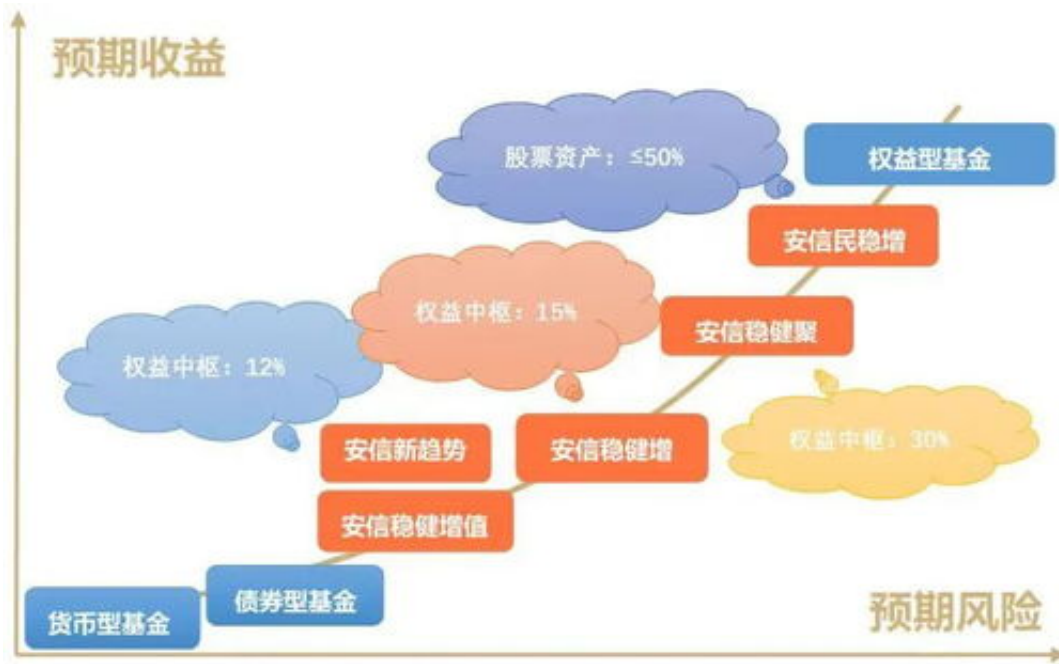 预期收益
股票资产：≤50%
权益型基金
安信民稳增
权益中枢：15%
安信稳健聚
权益中枢：12%
权益中枢：30%
安信新趋势
安信稳健增
安信稳健增值
债券型基金
货币型基金
预期风险